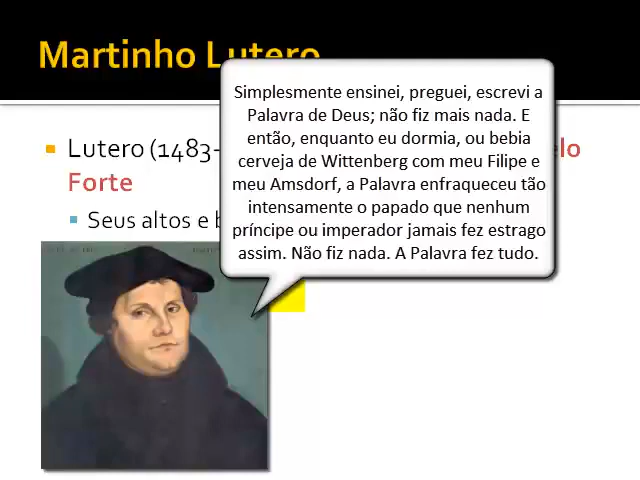 Martinho Lutero
Lutero (1483-
elo
Forte
Seus altos e b
Simplesmente ensinei, preguei, escrevi a
Palavra de Deus; não fiz mais nada. E
então, enquanto eu dormia, ou bebia
cerveja de Wittenberg com meu Filipe e
meu Amsdorf, a Palavra enfraqueceu tão
intensamente o papado que nenhum
príncipe ou imperador jamais fez estrago
assim. Não fiz nada. A Palavra fez tudo.